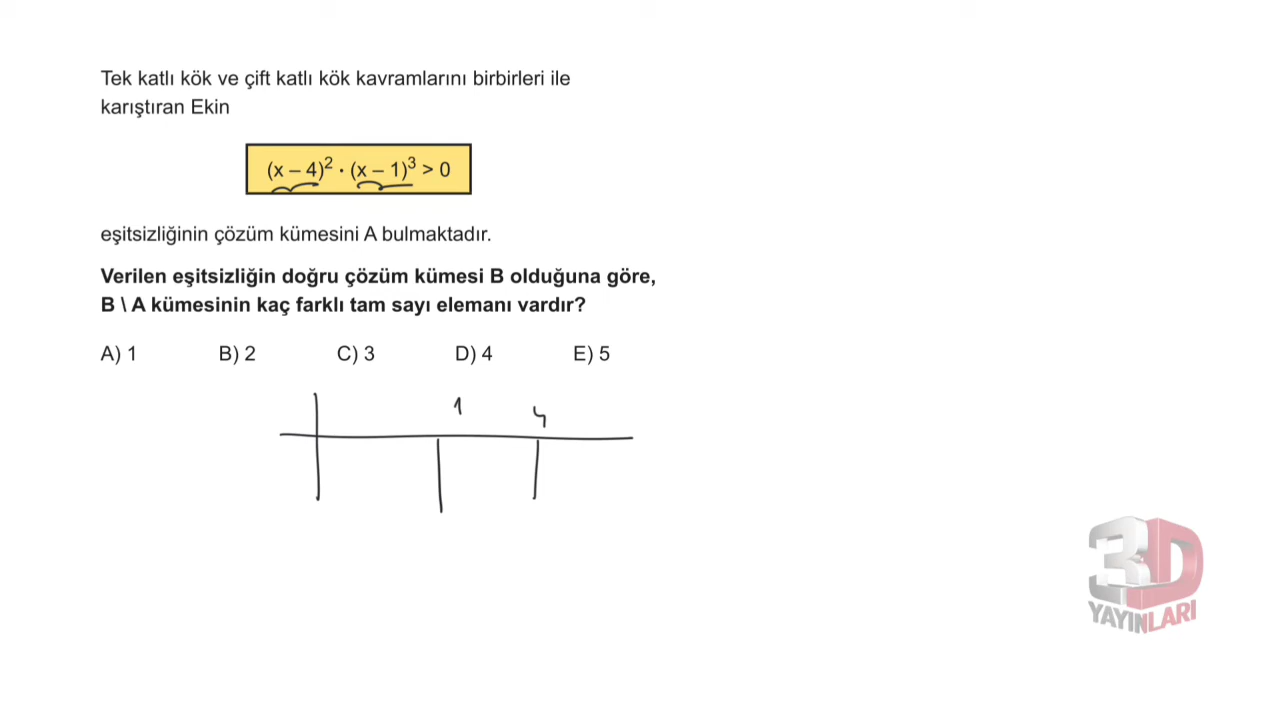 Tek katlı kök ve çift katlı kök kavramlarını birbirleri ile
karıştıran Ekin
(x – 4)² · (x – 1)³ > 0
eşitsizliğinin çözüm kümesini A bulmaktadır.
Verilen eşitsizliğin doğru çözüm kümesi B olduğuna göre,
B \ A kümesinin kaç farklı tam sayı elemanı vardır?
A) 1 B) 2 C) 3 D) 4 E) 5
1 4
3D
YAYINLARI